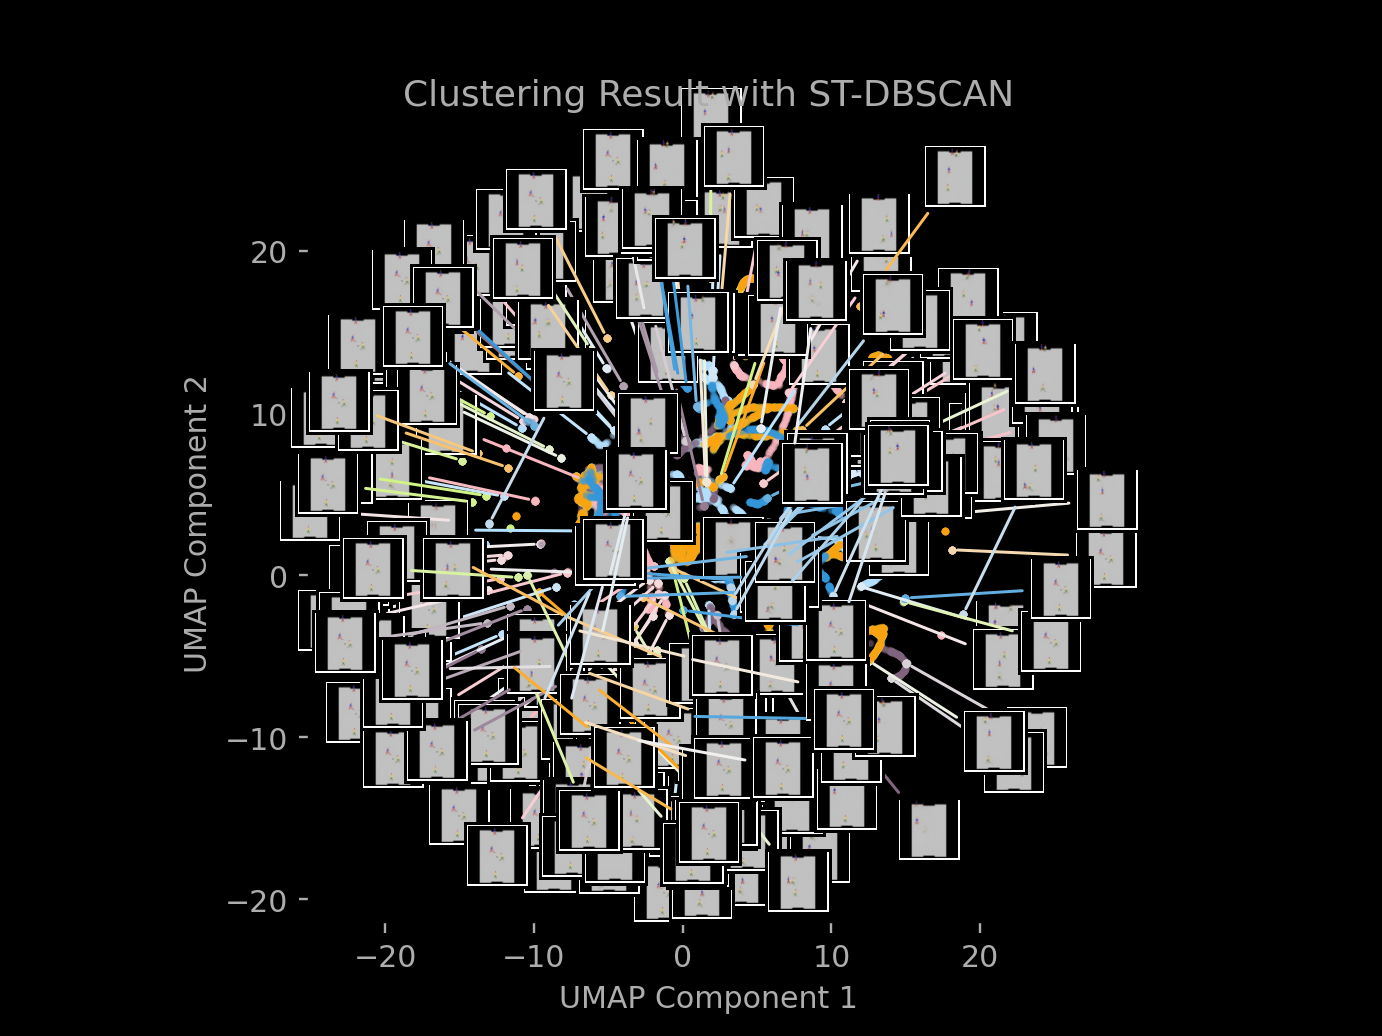 Clustering Result with ST-DBSCAN
UMAP Component 2
20
10
0
−10
−20
−20 −10 0 10 20
UMAP Component 1